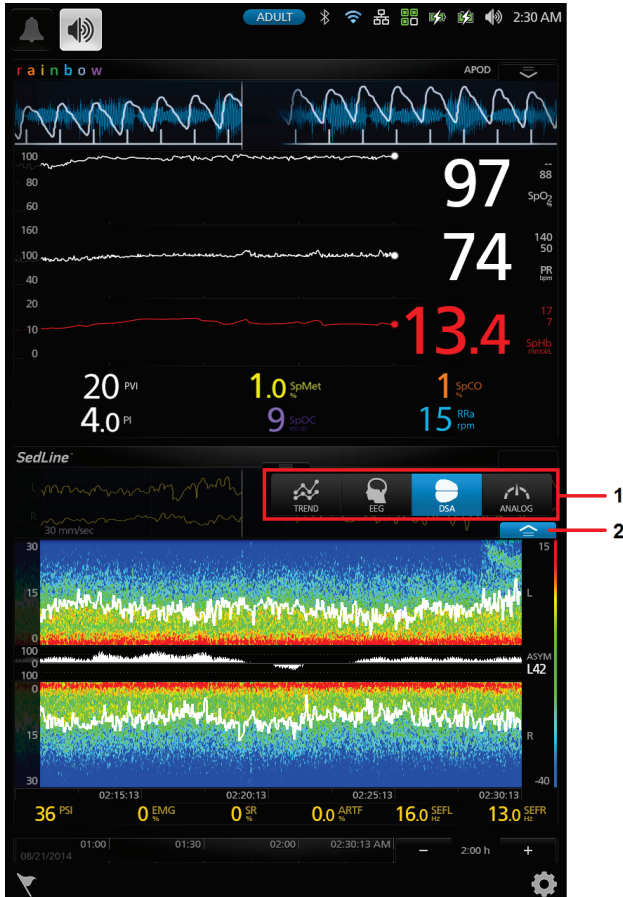 ADULT 2:30 AM
rainbow APOD
100
80
60
97
--
88
SpO2
%
160
100
40
74
140
50
PR
bpm
20
10
0
13.4
17
7
SpHb
mmol/L
20 PVI 1.0 SpMet % 1 SpCO %
4.0 PI 9 SpOC ml/dl 15 RRa rpm
SedLine
L
R
30 mm/sec
TREND EEG DSA ANALOG
1
2
30 15
15 L
0
100 ASYM
0 L42
100
0
15 R
30 -40
02:15:13 02:20:13 02:25:13 02:30:13
36 PSI 0 EMG % 0 SR % 0.0 ARTF % 16.0 SEFL Hz 13.0 SEFR Hz
01:00 01:30 02:00 02:30:13 AM − 2:00 h +
08/21/2014